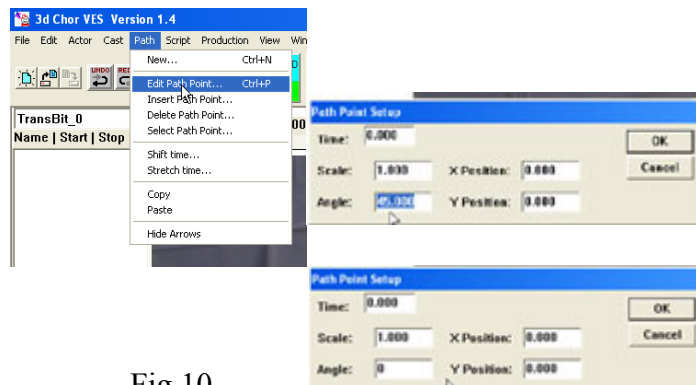 3d Chor VES Version 1.4
File Edit Actor Cast Path Script Production View Win
UNDO RED
New... Ctrl+N
Edit Path Point... Ctrl+P
Insert Path Point...
Delete Path Point...
Select Path Point...
Shift time...
Stretch time...
Copy
Paste
Hide Arrows
TransBit_0
00
Name | Start | Stop
Path Point Setup
Time: 0.000
OK
Scale: 1.000 X Position: 0.000
Cancel
Angle: 45.000 Y Position: 0.000
Path Point Setup
Time: 0.000
OK
Scale: 1.000 X Position: 0.000
Cancel
Angle: 0 Y Position: 0.000
Fig 10